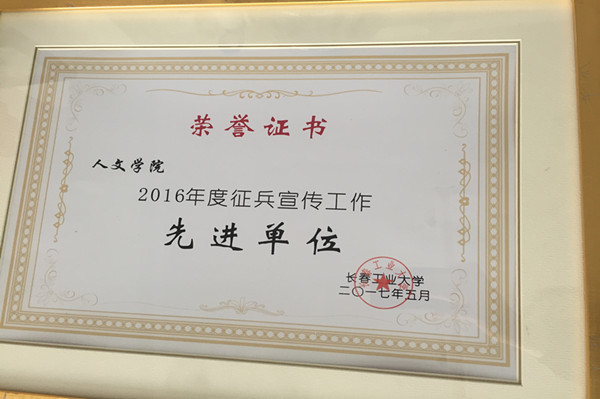 荣誉证书
人文学院
2016年度征兵宣传工作
先进单位
长春工业大学
二〇一七年五月